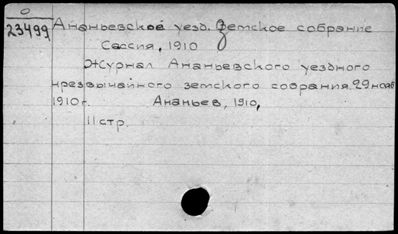 0
23499
Ананьевское уезд. Земское собрание
Сессия, 1910
Журнал Ананьевского уездного
чрезвычайного земского собрания 29 нояб
1910 г. Ананьев, 1910,
11 стр.